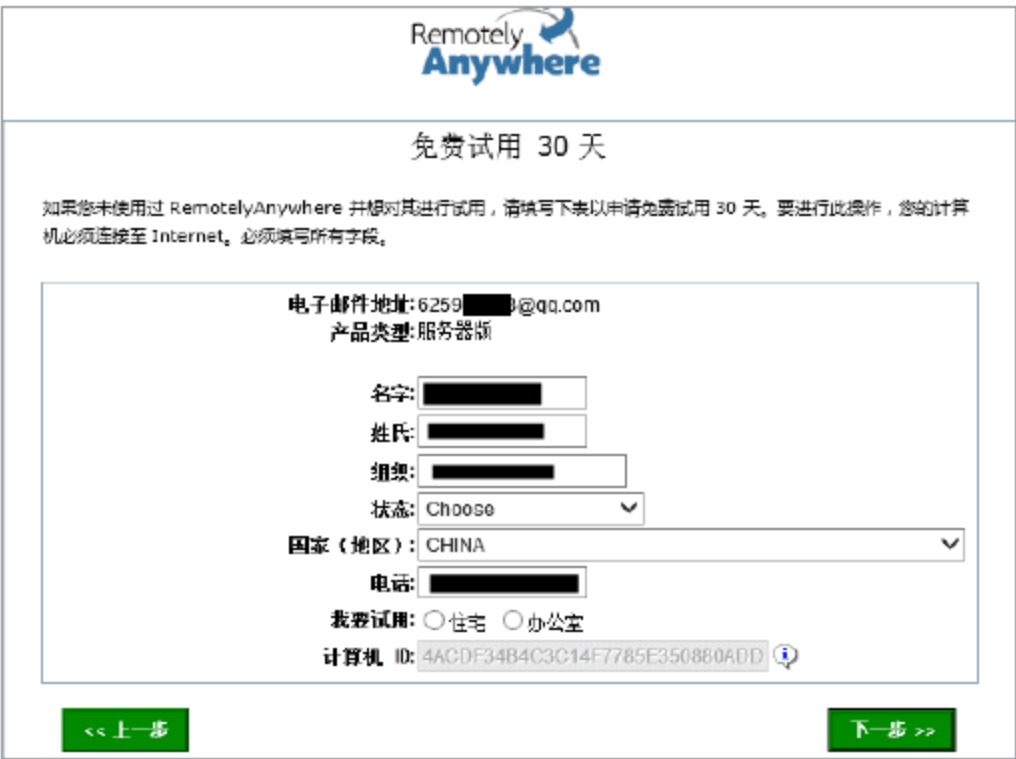 Remotely
Anywhere
免费试用 30 天
如果您未使用过 RemotelyAnywhere 并想对其进行试用，请填写下表以申请免费试用 30 天。要进行此操作，您的计算
机必须连接至 Internet。必须填写所有字段。
电子邮件地址:6259 3@qq.com
产品类型:服务器版
名字:
姓氏:
组织:
状态: Choose
国家（地区）: CHINA
电话:
我要试用: 住宅 办公室
计算机 ID: 4ACDF34B4C3C14F7785E350880ADD
<< 上一步
下一步 >>